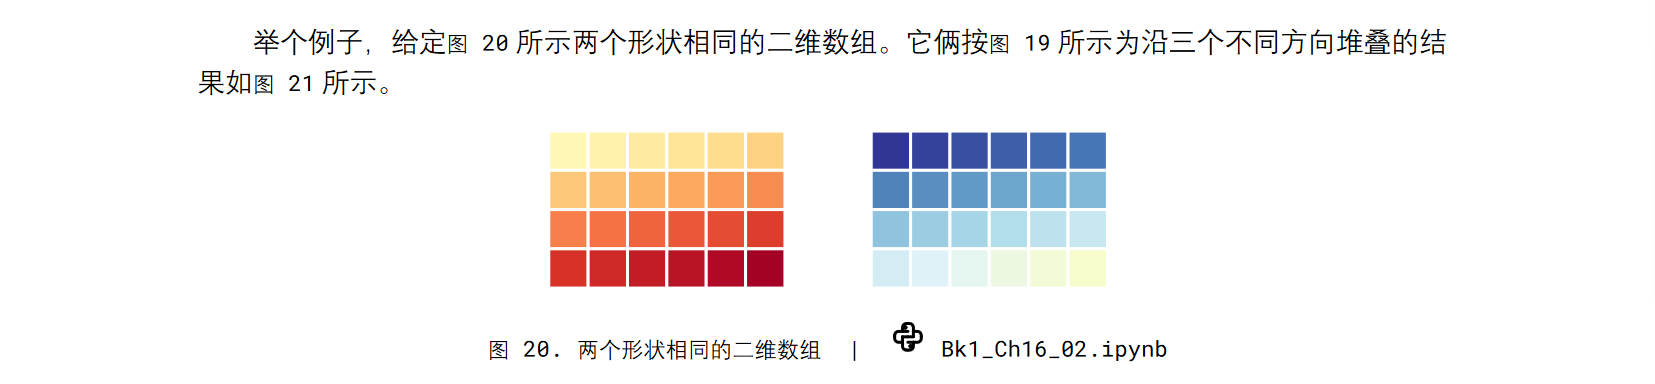 举个例子，给定图 20 所示两个形状相同的二维数组。它俩按图 19 所示为沿三个不同方向堆叠的结
果如图 21 所示。
图 20. 两个形状相同的二维数组 | Bk1_Ch16_02.ipynb